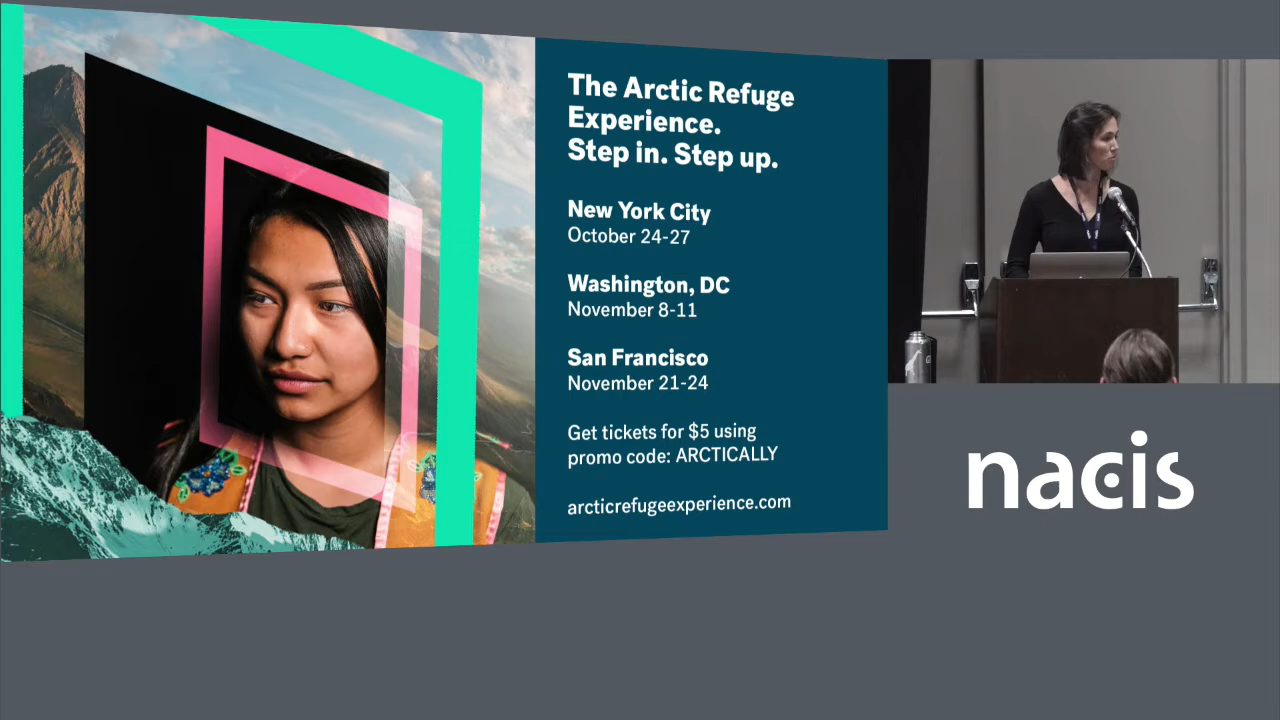 The Arctic Refuge
Experience.
Step in. Step up.
New York City
October 24-27
Washington, DC
November 8-11
San Francisco
November 21-24
Get tickets for $5 using
promo code: ARCTICALLY
arcticrefugeexperience.com
nacis